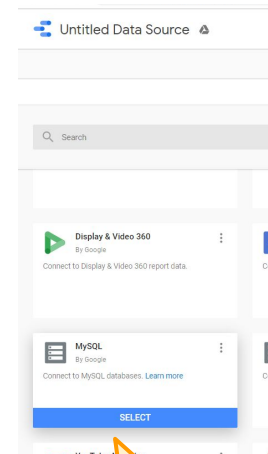 Untitled Data Source
Search
Display & Video 360
By Google
Connect to Display & Video 360 report data.
MySQL
By Google
Connect to MySQL databases. Learn more
SELECT